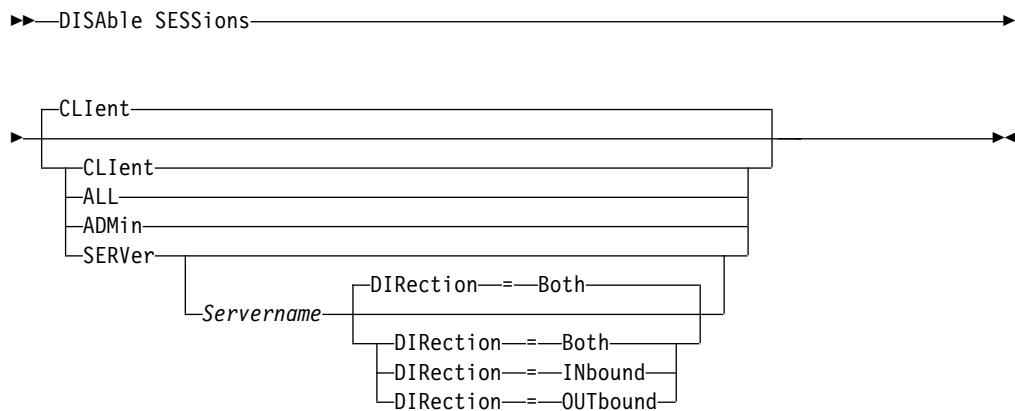 DISAble SESSions
CLIent
CLIent
ALL
ADMin
SERVer
DIRection = Both
Servername
DIRection = Both
DIRection = INbound
DIRection = OUTbound